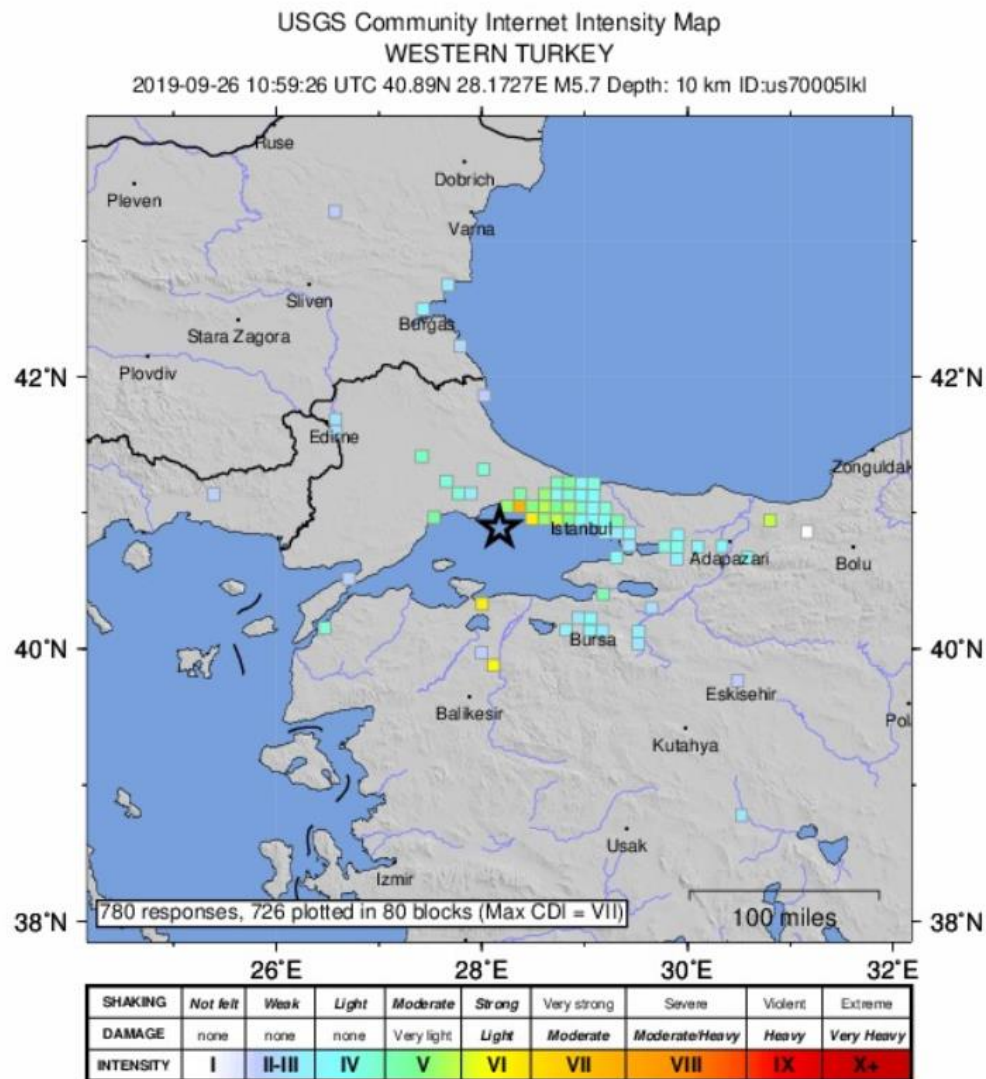 USGS Community Internet Intensity Map
WESTERN TURKEY
2019-09-26 10:59:26 UTC 40.89N 28.1727E M5.7 Depth: 10 km ID:us70005lkl
Ruse
Dobrich
Pleven
Varna
Sliven
Burgas
Stara Zagora
Plovdiv
42°N
42°N
Edirne
Zonguldak
Istanbul
Adapazari
Bolu
40°N
40°N
Bursa
Eskisehir
Balikesir
Pol
Kutahya
Usak
Izmir
780 responses, 726 plotted in 80 blocks (Max CDI = VII)
100 miles
38°N
38°N
26°E 28°E 30°E 32°E
SHAKING Not felt Weak Light Moderate Strong Very strong Severe Violent Extreme
DAMAGE none none none Very light Light Moderate Moderate/Heavy Heavy Very Heavy
INTENSITY I II-III IV V VI VII VIII IX X+